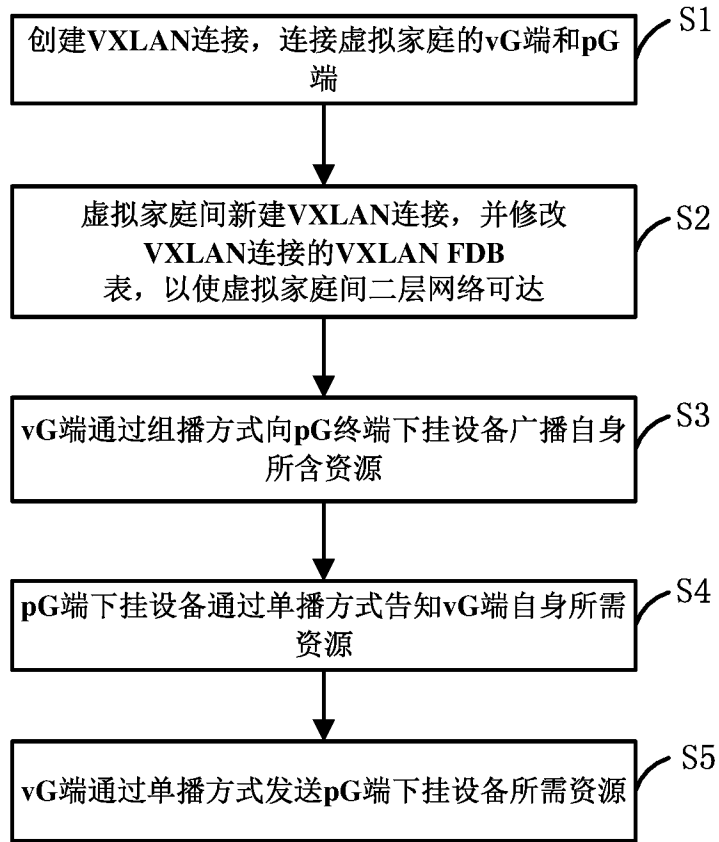 创建VXLAN连接，连接虚拟家庭的vG端和pG
端
S1
虚拟家庭间新建VXLAN连接，并修改
VXLAN连接的VXLAN FDB
表，以使虚拟家庭间二层网络可达
S2
vG端通过组播方式向pG终端下挂设备广播自身
所含资源
S3
pG端下挂设备通过单播方式告知vG端自身所需
资源
S4
vG端通过单播方式发送pG端下挂设备所需资源
S5